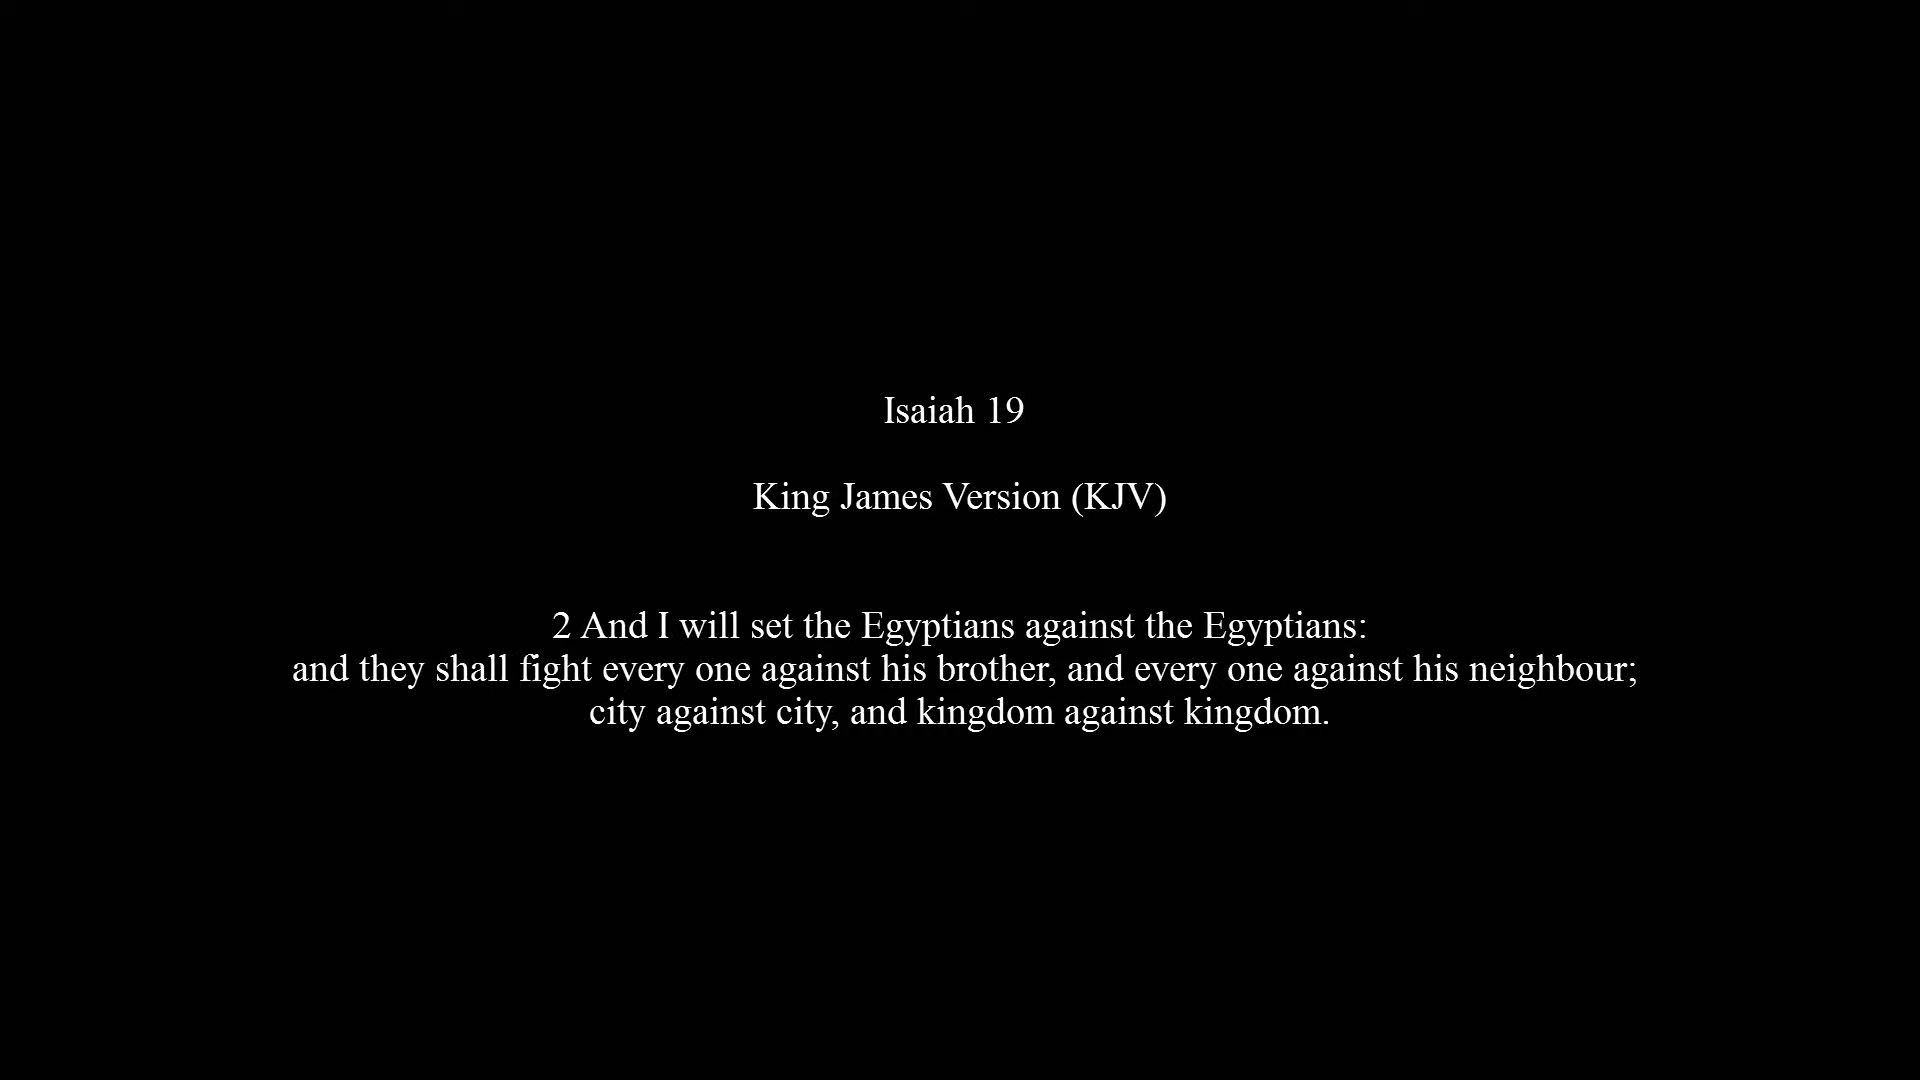 Isaiah 19
King James Version (KJV)
2 And I will set the Egyptians against the Egyptians:
and they shall fight every one against his brother, and every one against his neighbour;
city against city, and kingdom against kingdom.